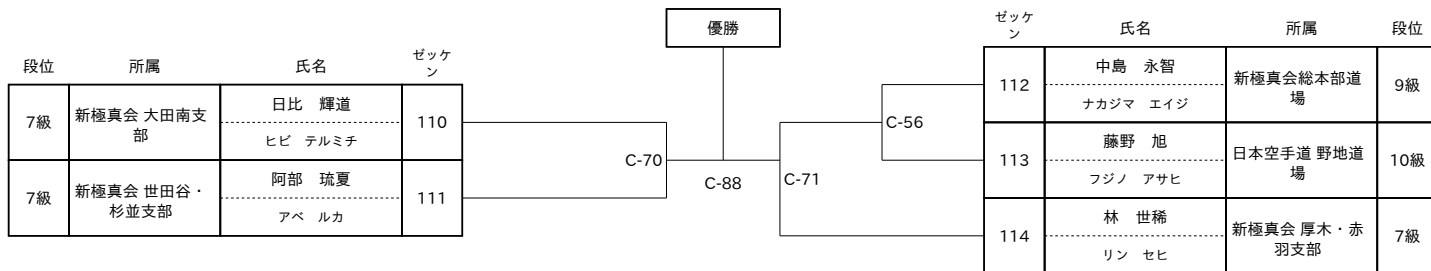 優勝
段位
所属
氏名
ゼッケ
ン
7級
新極真会 大田南支
部
日比　輝道
ヒビ　テルミチ
110
7級
新極真会 世田谷・
杉並支部
阿部　琉夏
アベ　ルカ
111
C-70
C-88
C-71
C-56
ゼッケ
ン
氏名
所属
段位
112
中島　永智
ナカジマ　エイジ
新極真会総本部道
場
9級
113
藤野　旭
フジノ　アサヒ
日本空手道 野地道
場
10級
114
林　世稀
リン　セヒ
新極真会 厚木・赤
羽支部
7級